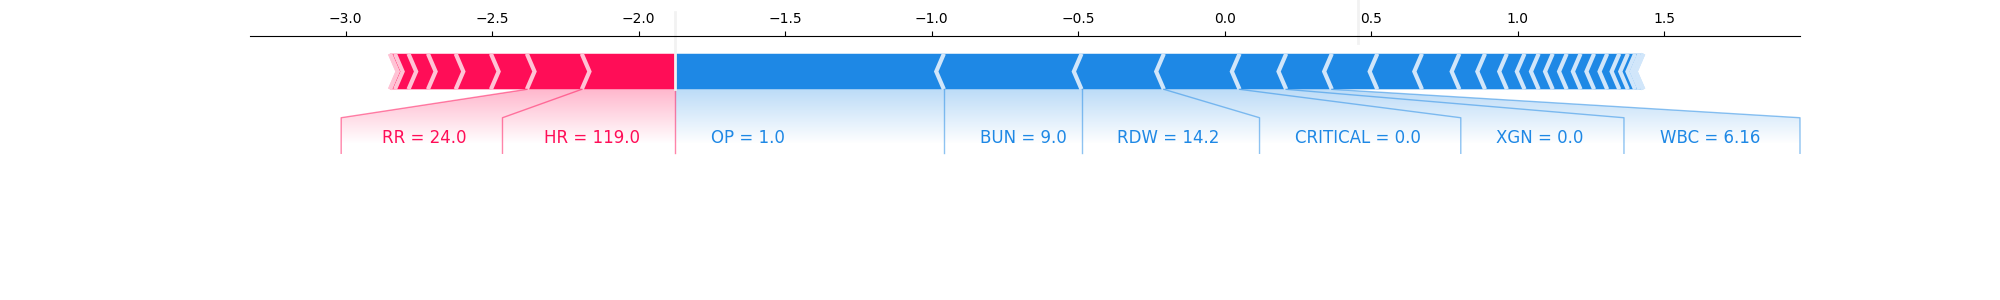 −3.0 −2.5 −2.0 −1.5 −1.0 −0.5 0.0 0.5 1.0 1.5
RR = 24.0 HR = 119.0 OP = 1.0 BUN = 9.0 RDW = 14.2 CRITICAL = 0.0 XGN = 0.0 WBC = 6.16